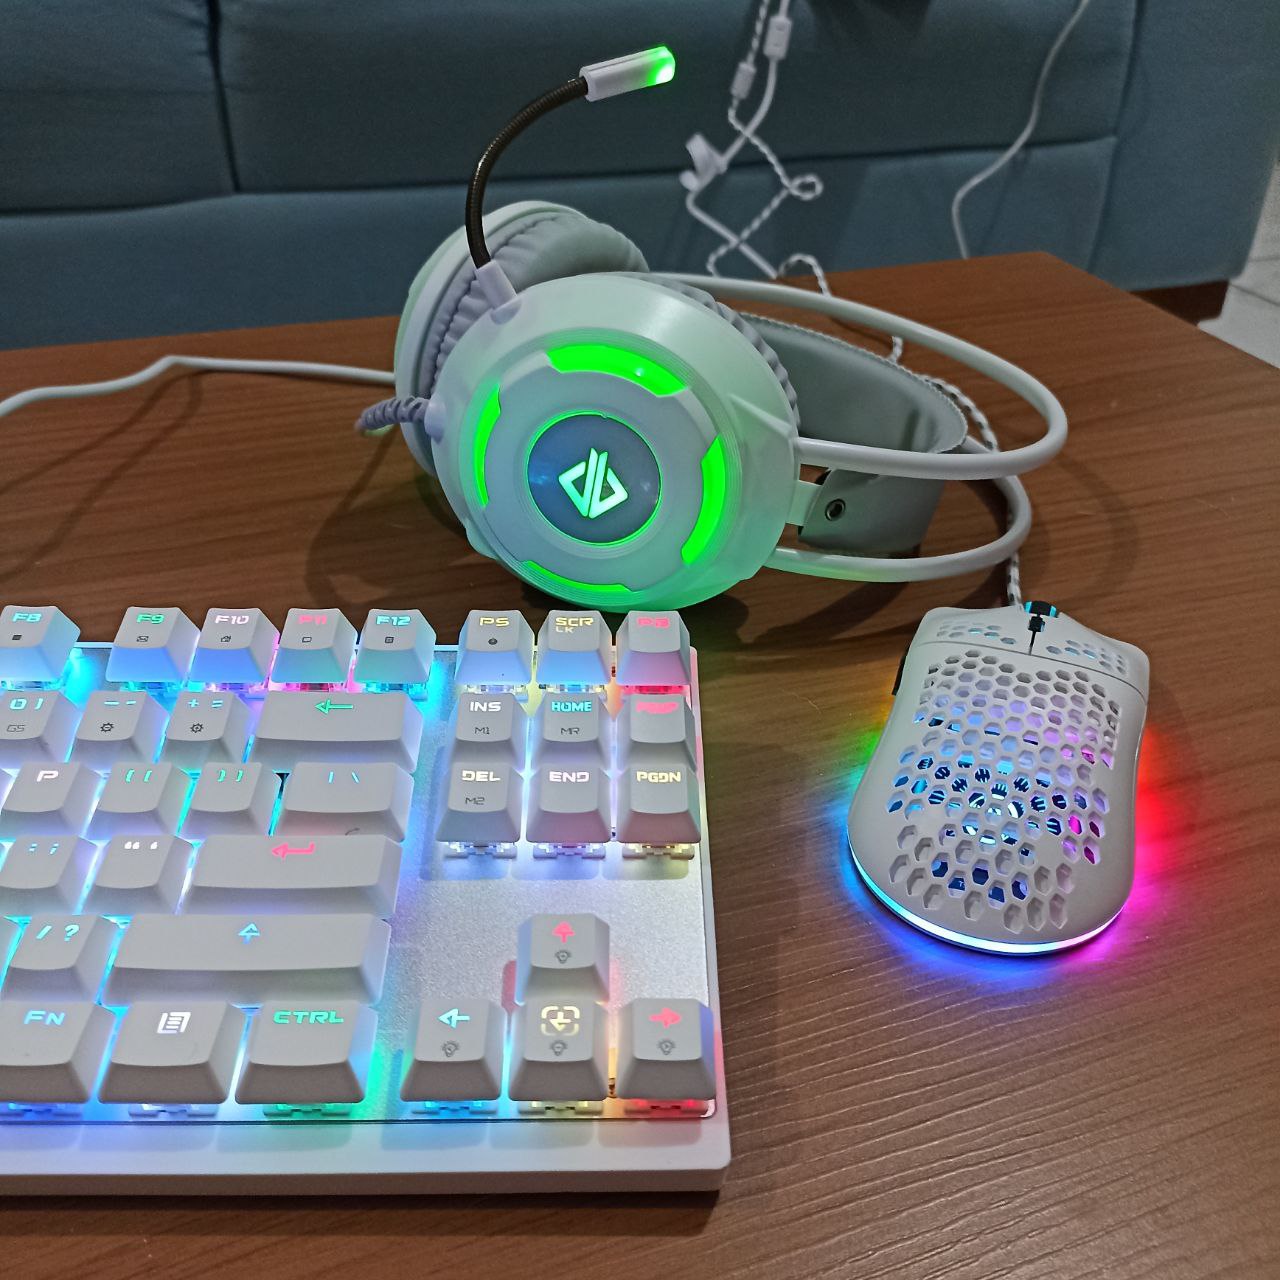 F8 F9 F10 F11 F12 PS SCR LK PB
0 ) - - + = INS HOME PGUP
GS M1 MR
P [ { ] } | \ DEL END PGDN
M2
: ; “ ‘
/ ?
FN CTRL